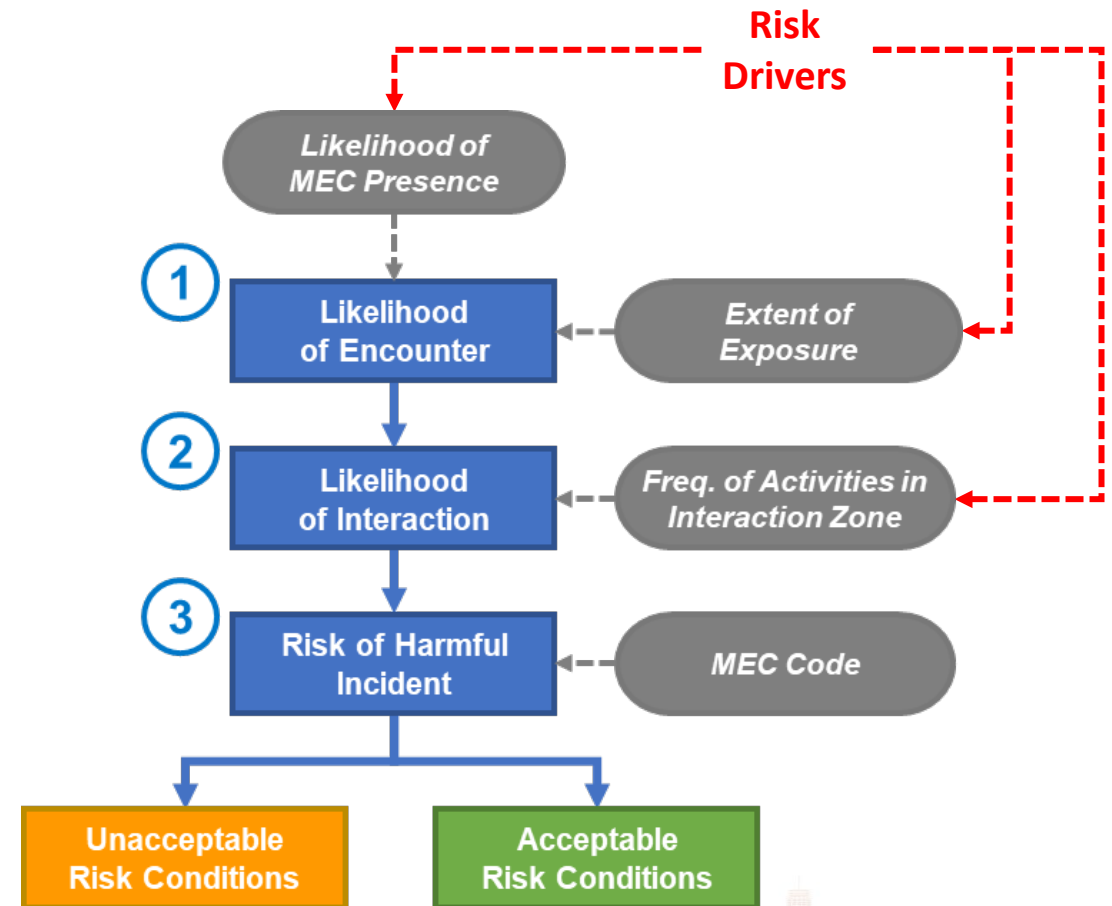 Risk
Drivers
Likelihood of
MEC Presence
1
Likelihood
of Encounter
Extent of
Exposure
2
Likelihood
of Interaction
Freq. of Activities in
Interaction Zone
3
Risk of Harmful
Incident
MEC Code
Unacceptable
Risk Conditions
Acceptable
Risk Conditions